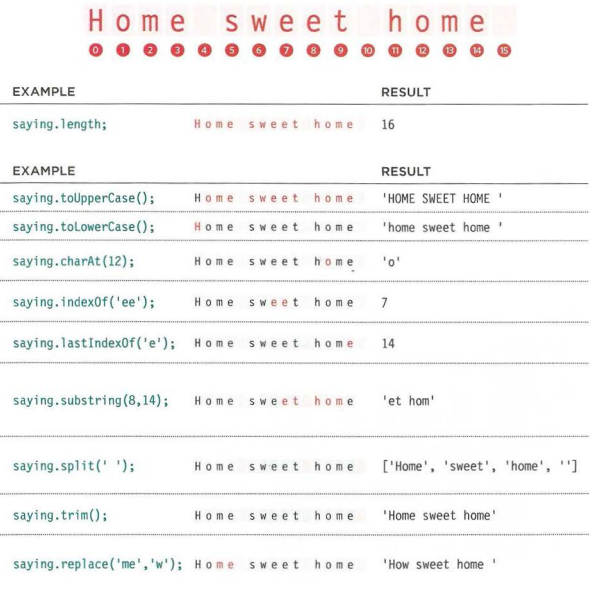 Home sweet home
0 1 2 3 4 5 6 7 8 9 10 11 12 13 14 15
EXAMPLE RESULT
saying.length; Home sweet home 16
EXAMPLE RESULT
saying.toUpperCase(); Home sweet home 'HOME SWEET HOME '
saying.toLowerCase(); Home sweet home 'home sweet home '
saying.charAt(12); Home sweet home 'o'
saying.indexOf('ee'); Home sweet home 7
saying.lastIndexOf('e'); Home sweet home 14
saying.substring(8,14); Home sweet home 'et hom'
saying.split(' '); Home sweet home ['Home', 'sweet', 'home', '']
saying.trim(); Home sweet home 'Home sweet home'
saying.replace('me','w'); Home sweet home 'How sweet home '